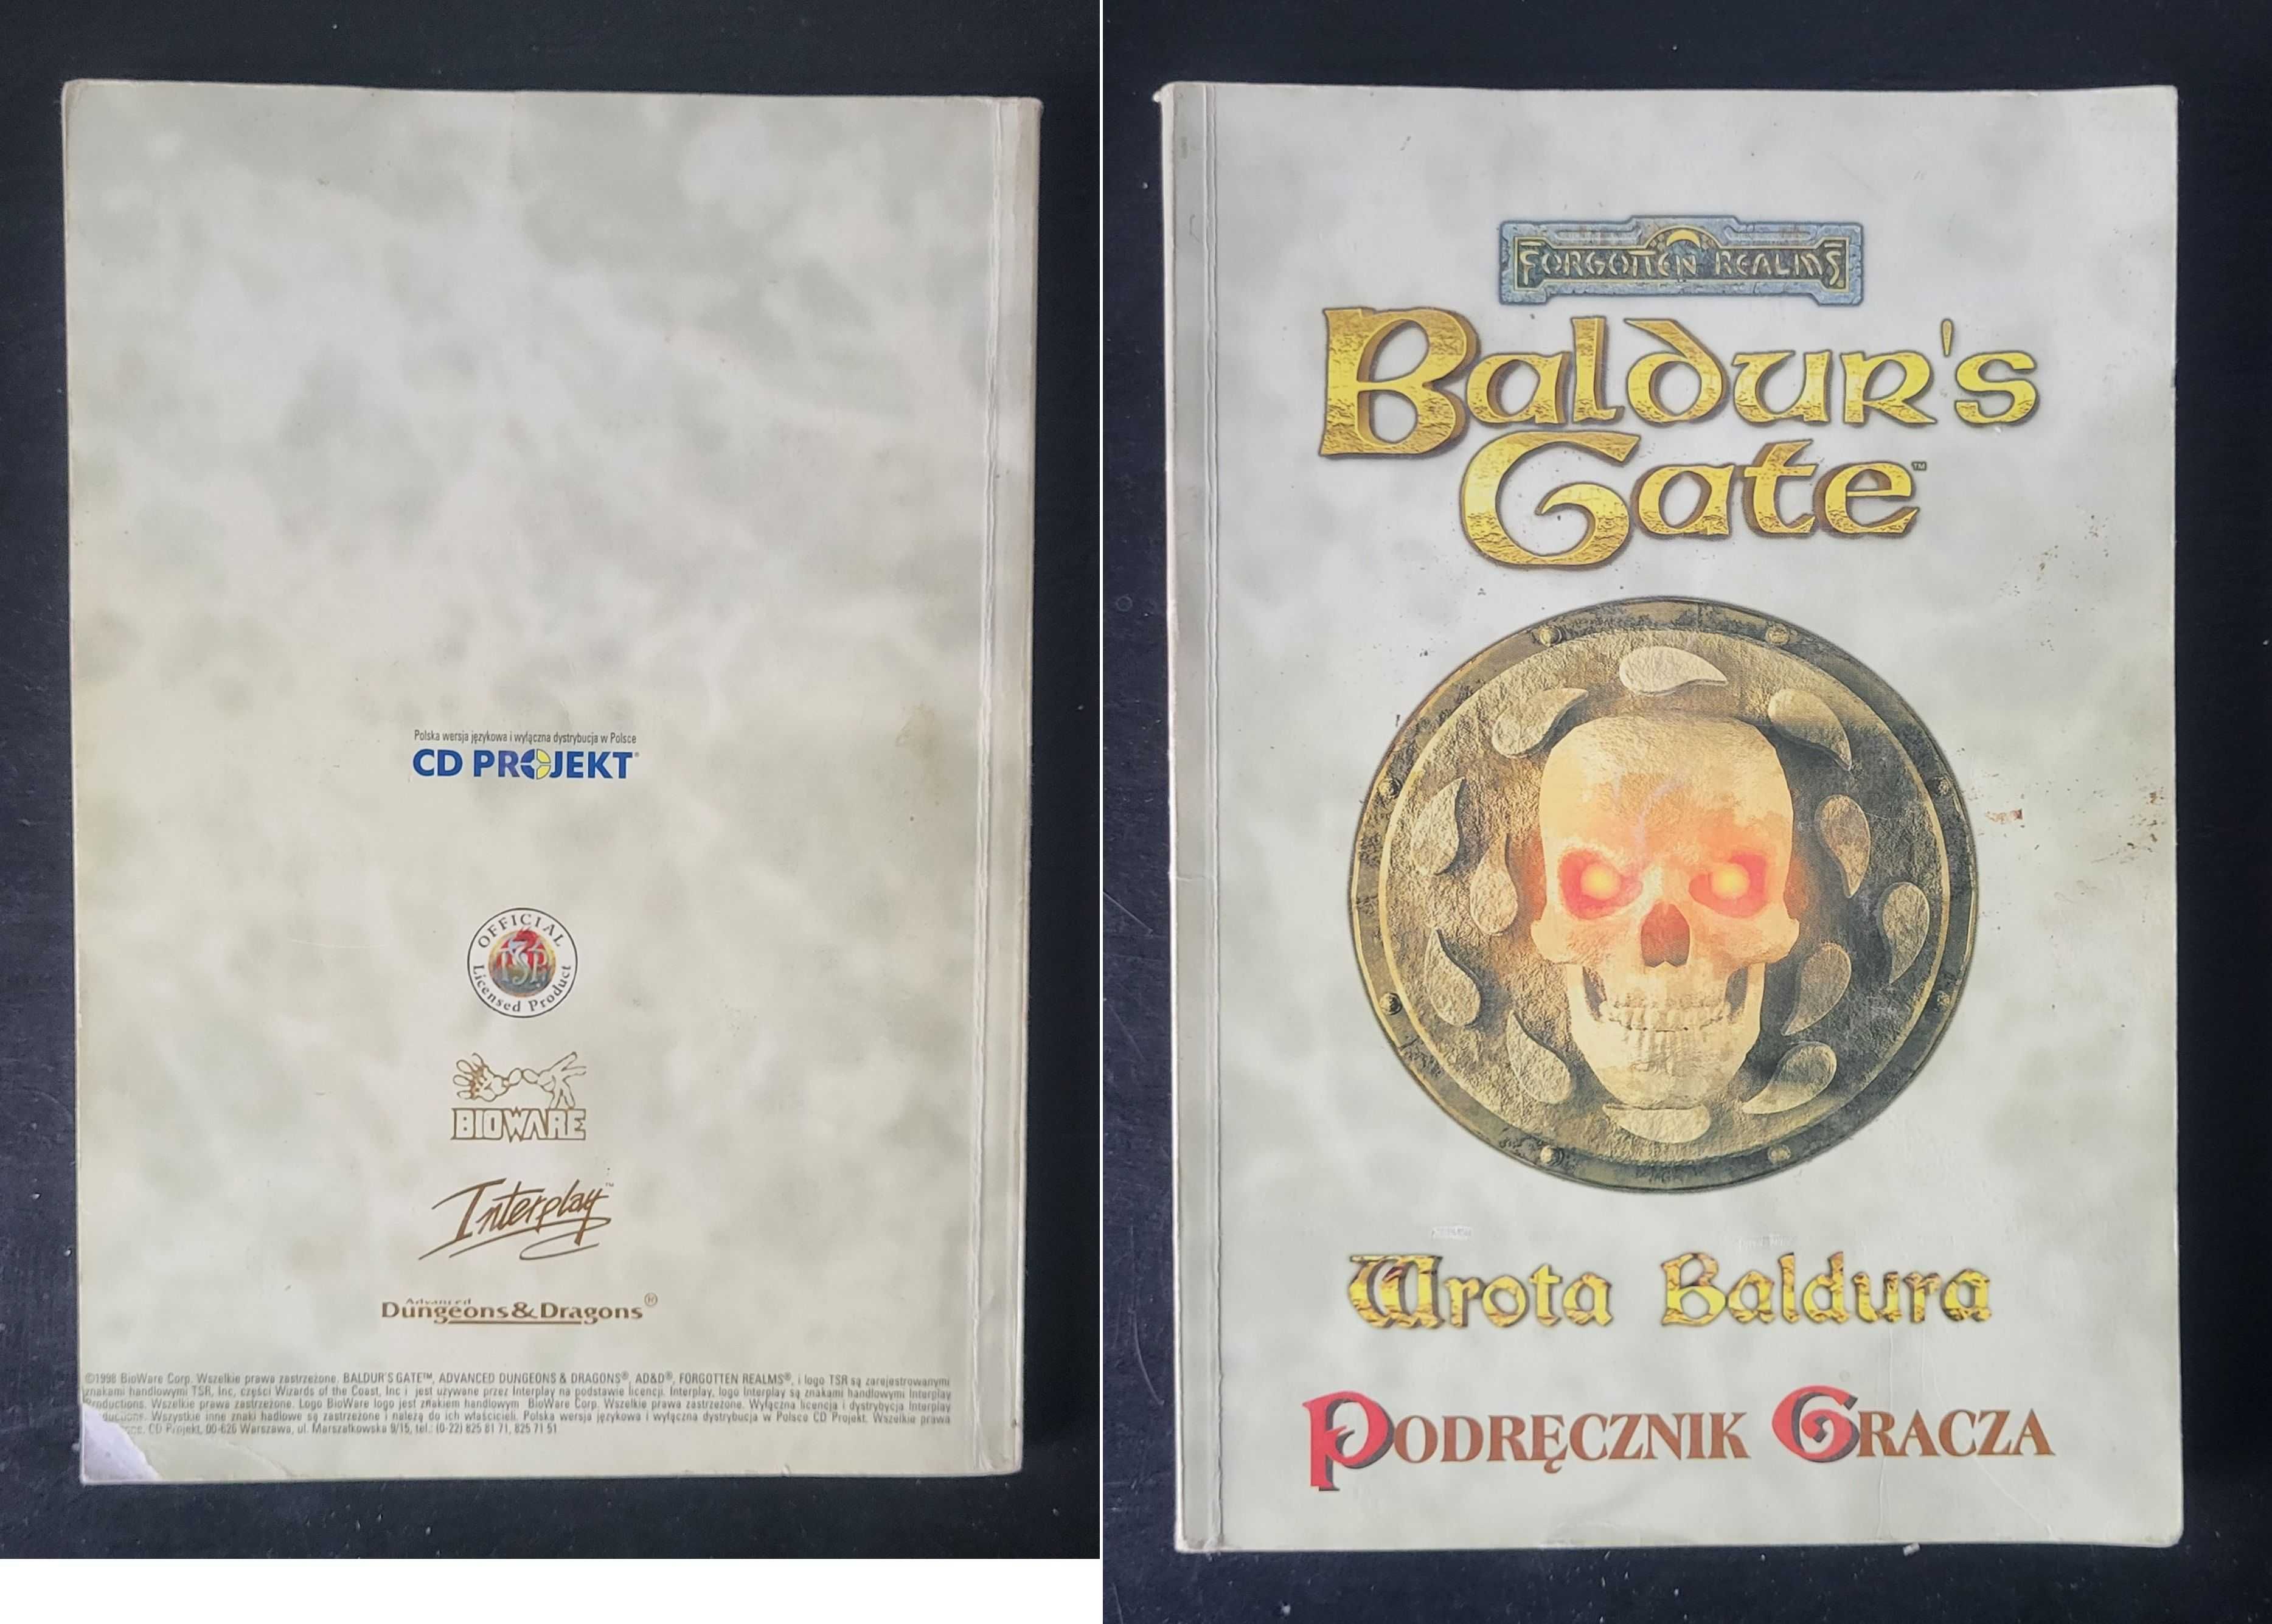 Polska wersja językowa i wyłączna dystrybucja w Polsce
CD PROJEKT®
OFFICIAL
TSR
Licensed Product
BIOWARE
Interplay™
Advanced
Dungeons & Dragons®
©1998 BioWare Corp. Wszelkie prawa zastrzeżone. BALDUR'S GATE™, ADVANCED DUNGEONS & DRAGONS®, AD&D®, FORGOTTEN REALMS®, i logo TSR są zarejestrowanymi
znakami handlowymi TSR, Inc, części Wizards of the Coast, Inc i jest używane przez Interplay na podstawie licencji. Interplay, logo Interplay są znakami handlowymi Interplay
Productions. Wszelkie prawa zastrzeżone. Logo BioWare logo jest znakiem handlowym BioWare Corp. Wszelkie prawa zastrzeżone. Wyłączna licencja i dystrybycja Interplay
Wszystkie inne znaki hadlowe są zastrzeżone i należą do ich właścicieli. Polska wersja językowa i wyłączna dystrybucja w Polsce CD Projekt. Wszelkie prawa
CD Projekt, 00-626 Warszawa, ul. Marszałkowska 9/15, tel.: (0-22) 825 81 71, 825 71 51
FORGOTTEN REALMS
Baldur's
Gate™
Wrota Baldura
PODRĘCZNIK GRACZA